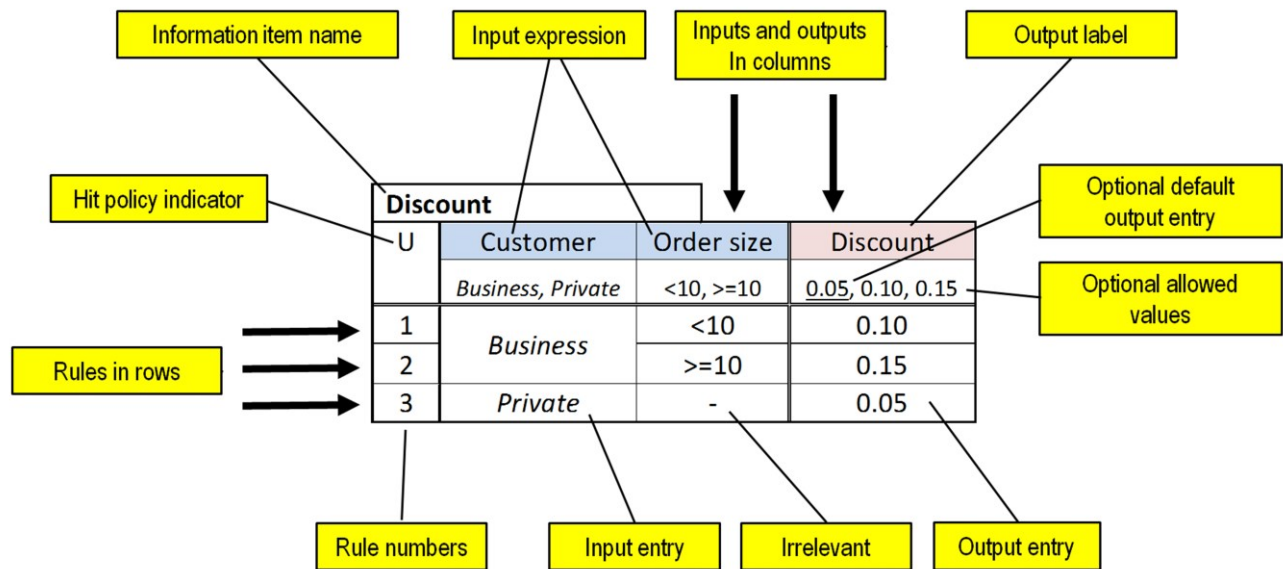 Information item name
Input expression
Inputs and outputs
In columns
Output label
Hit policy indicator
Optional default
output entry
Discount
U Customer Order size Discount
Business, Private <10, >=10 0.05, 0.10, 0.15
Optional allowed
values
1 Business <10 0.10
2 >=10 0.15
3 Private - 0.05
Rules in rows
Rule numbers
Input entry
Irrelevant
Output entry